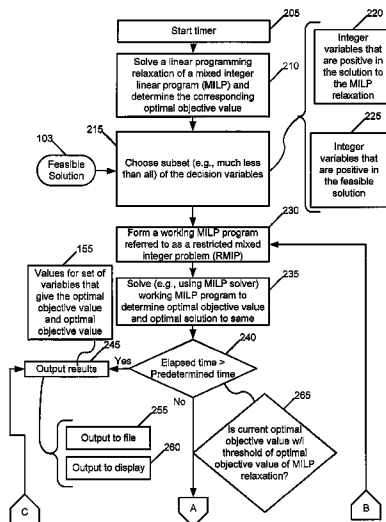 205
Start timer
220
Integer
variables that
are positive in
the solution to
the MILP
relaxation
Solve a linear programming
relaxation of a mixed integer
linear program (MILP) and
determine the corresponding
optimal objective value
210
215
103
Feasible
Solution
Choose subset (e.g., much less
than all) of the decision variables
225
Integer
variables that
are positive in
the feasible
solution
230
Form a working MILP program
referred to as a restricted mixed
integer problem (RMIP)
155
Values for set of
variables that
give the optimal
objective value
and optimal
objective value
235
Solve (e.g., using MILP solver)
working MILP program to
determine optimal objective value
and optimal solution to same
240
Elapsed time >
Predetermined time
245
Output results
Yes
No
265
Is current optimal
objective value w/i
threshold of optimal
objective value of MILP
relaxation?
255
Output to file
260
Output to display
C
A
B